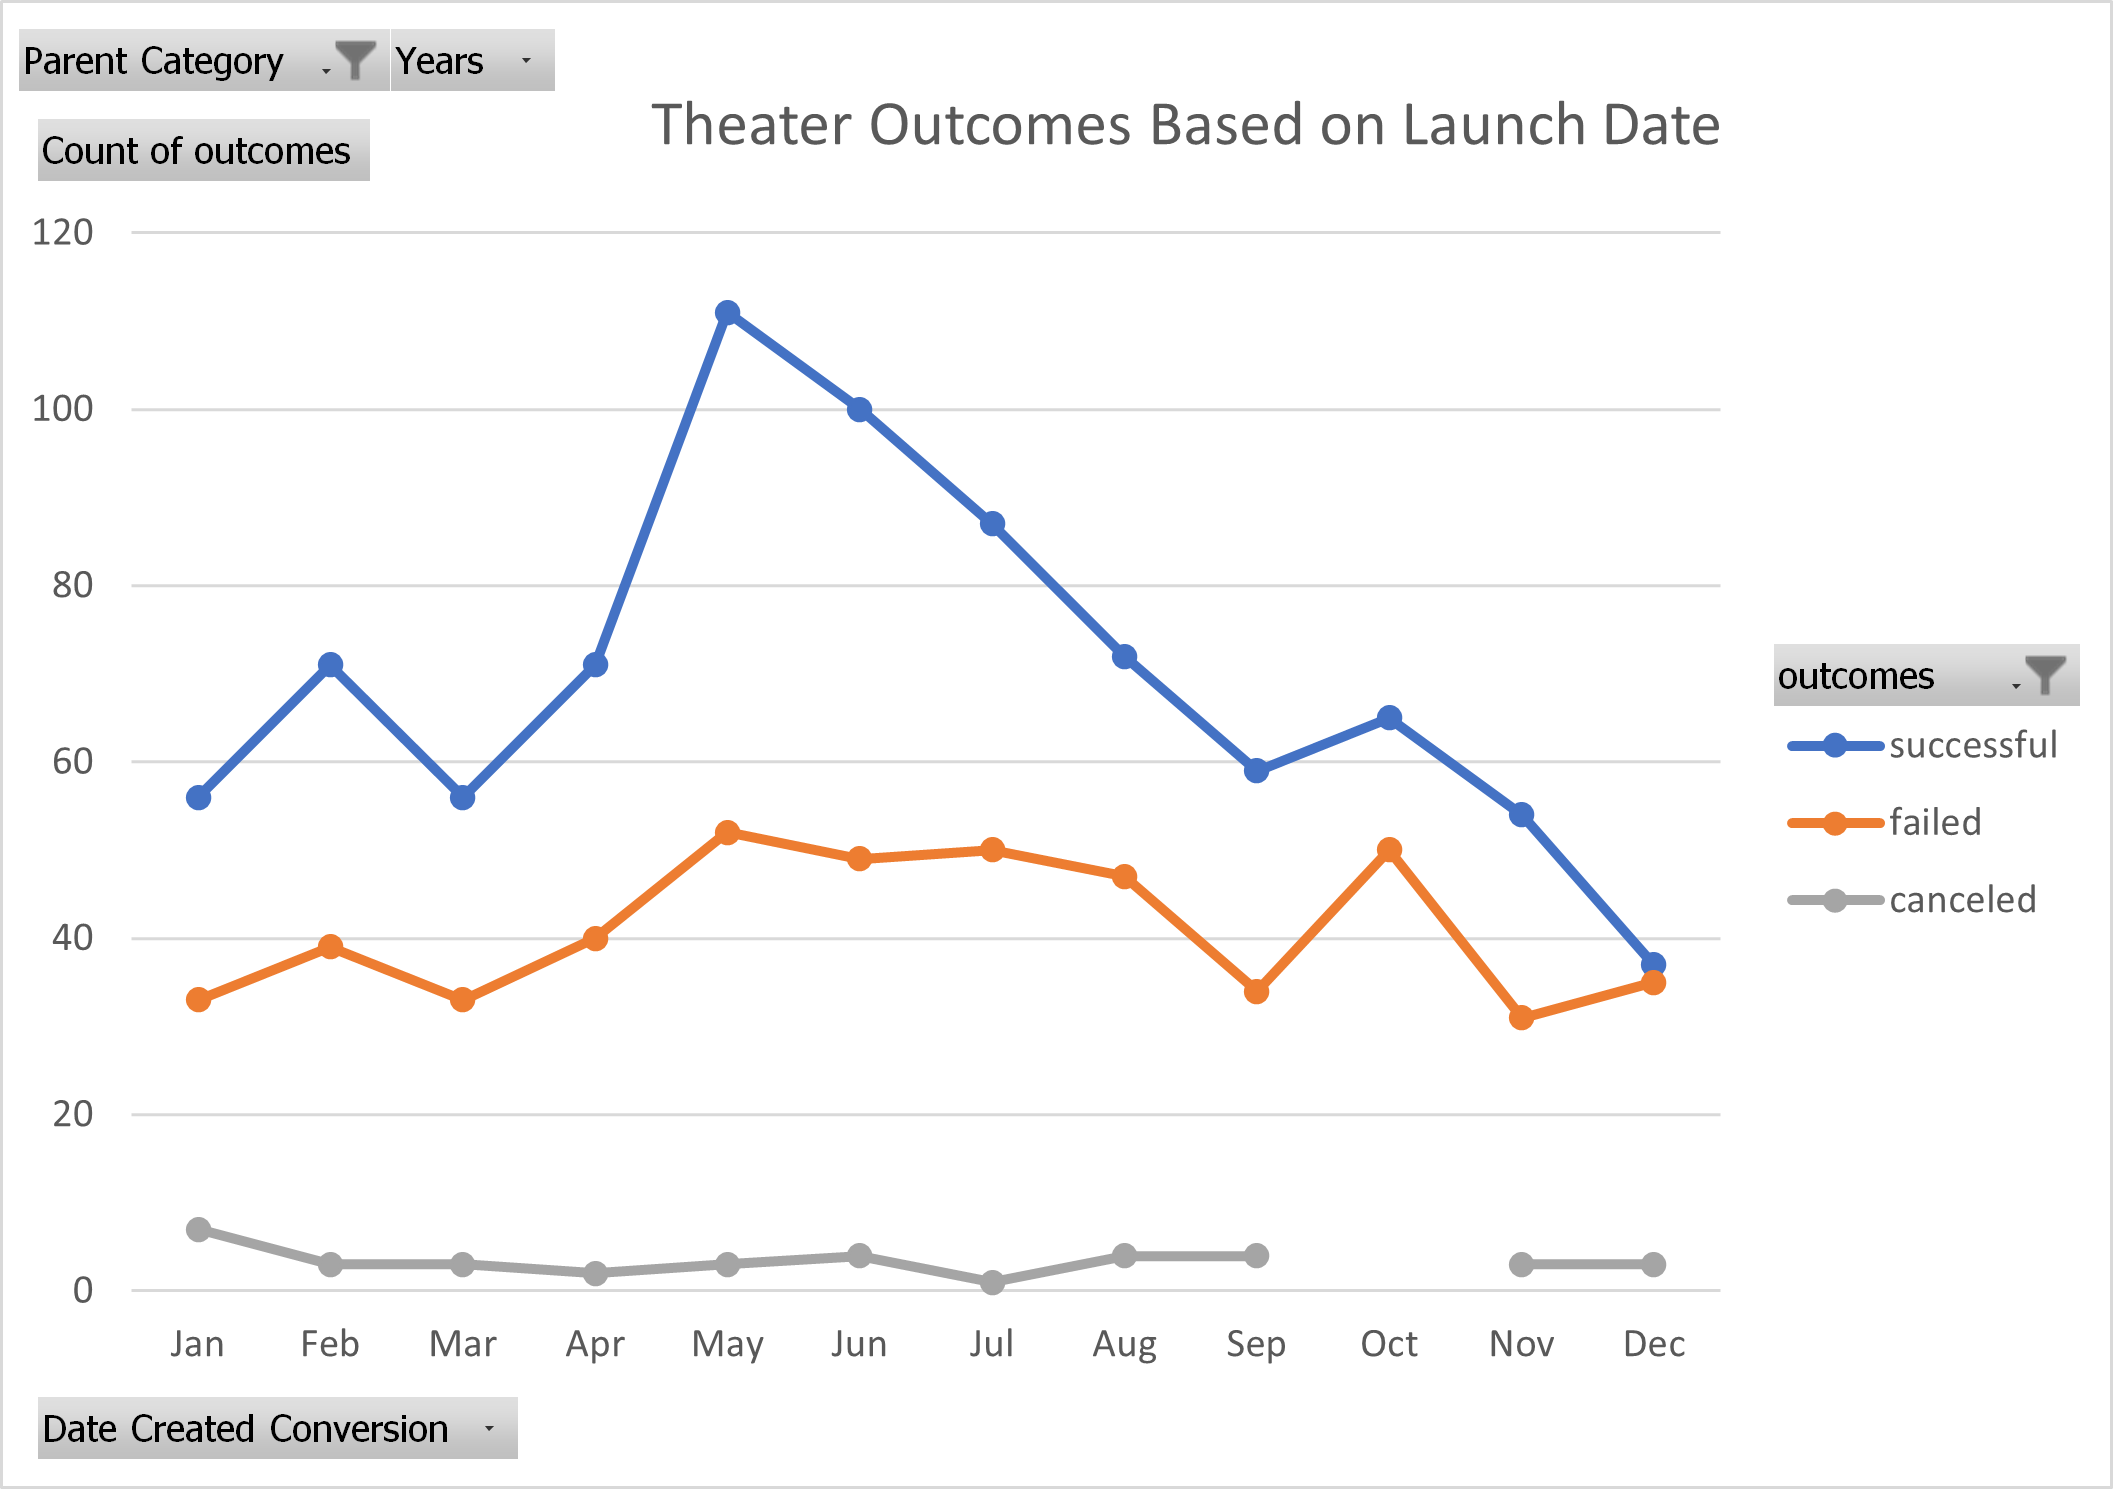 Parent Category Years
Count of outcomes
Theater Outcomes Based on Launch Date
120
100
80
60
40
20
0
Jan Feb Mar Apr May Jun Jul Aug Sep Oct Nov Dec
outcomes
successful
failed
canceled
Date Created Conversion